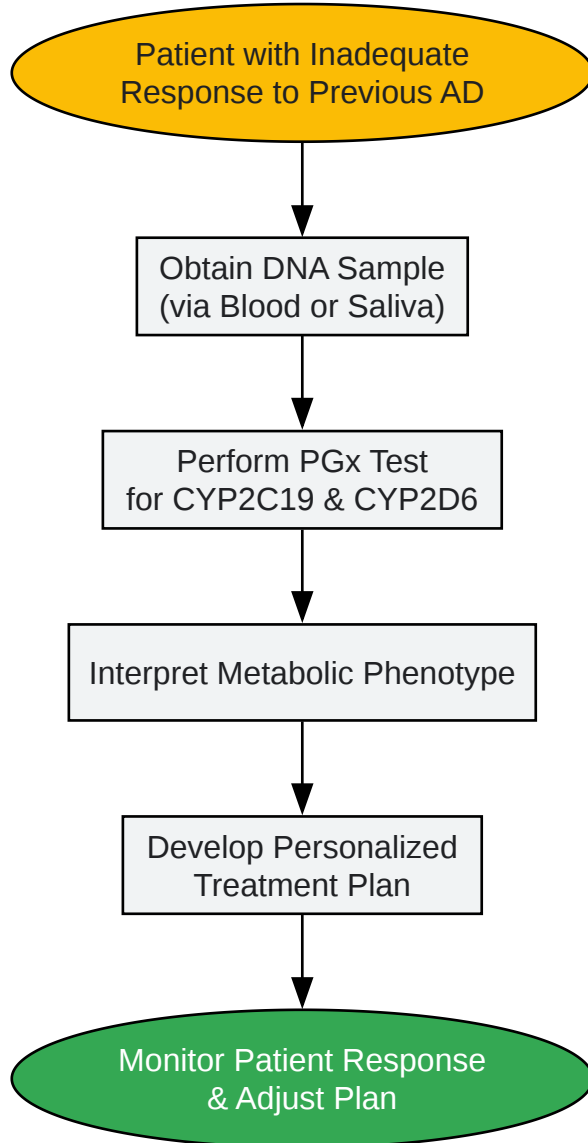 Patient with Inadequate
Response to Previous AD
Obtain DNA Sample
(via Blood or Saliva)
Perform PGx Test
for CYP2C19 & CYP2D6
Interpret Metabolic Phenotype
Develop Personalized
Treatment Plan
Monitor Patient Response
& Adjust Plan